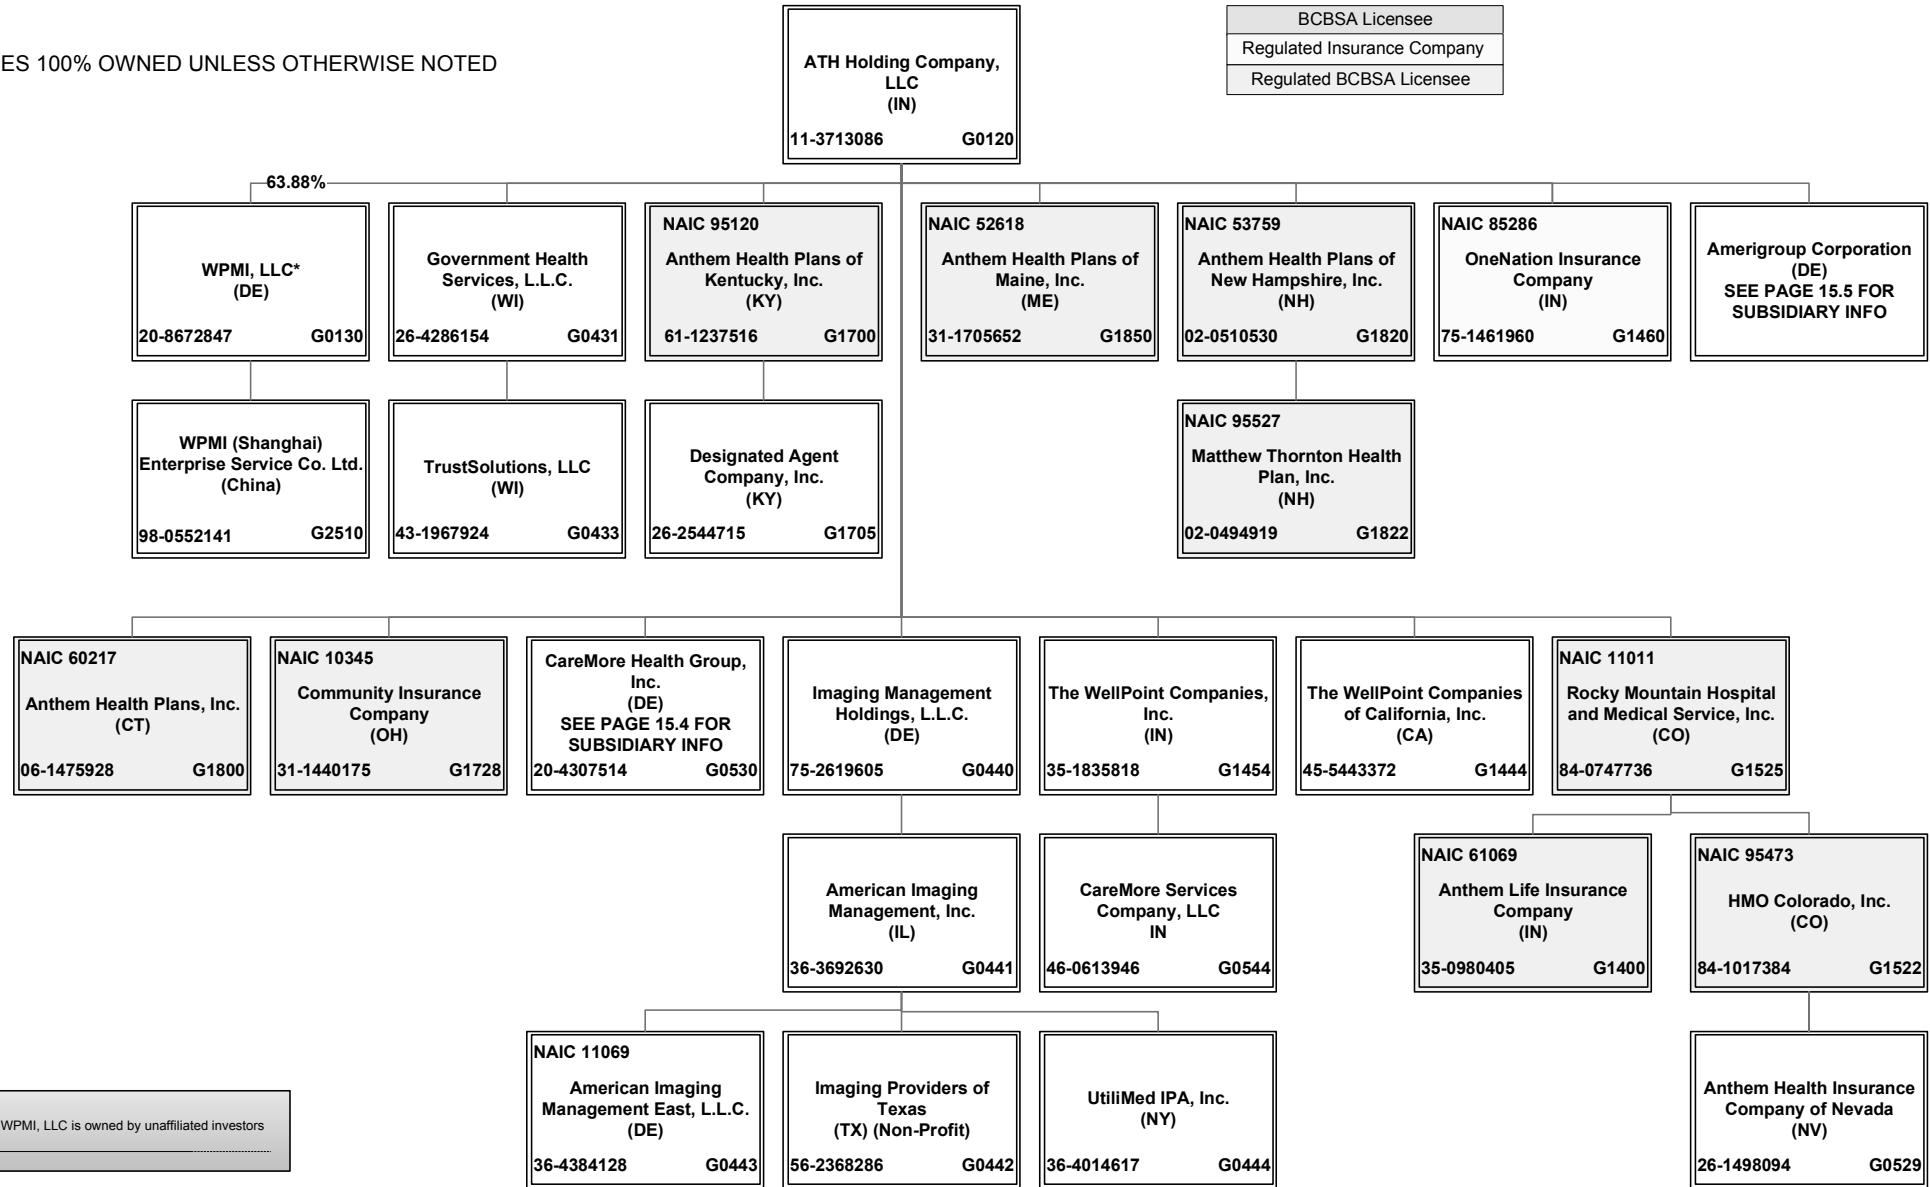 ES 100% OWNED UNLESS OTHERWISE NOTED
ATH Holding Company,
LLC
(IN)
11-3713086 G0120
BCBSA Licensee
Regulated Insurance Company
Regulated BCBSA Licensee
63.88%
WPMI, LLC*
(DE)
20-8672847 G0130
Government Health
Services, L.L.C.
(WI)
26-4286154 G0431
NAIC 95120
Anthem Health Plans of
Kentucky, Inc.
(KY)
61-1237516 G1700
NAIC 52618
Anthem Health Plans of
Maine, Inc.
(ME)
31-1705652 G1850
NAIC 53759
Anthem Health Plans of
New Hampshire, Inc.
(NH)
02-0510530 G1820
NAIC 85286
OneNation Insurance
Company
(IN)
75-1461960 G1460
Amerigroup Corporation
(DE)
SEE PAGE 15.5 FOR
SUBSIDIARY INFO
WPMI (Shanghai)
Enterprise Service Co. Ltd.
(China)
98-0552141 G2510
TrustSolutions, LLC
(WI)
43-1967924 G0433
Designated Agent
Company, Inc.
(KY)
26-2544715 G1705
NAIC 95527
Matthew Thornton Health
Plan, Inc.
(NH)
02-0494919 G1822
NAIC 60217
Anthem Health Plans, Inc.
(CT)
06-1475928 G1800
NAIC 10345
Community Insurance
Company
(OH)
31-1440175 G1728
CareMore Health Group,
Inc.
(DE)
SEE PAGE 15.4 FOR
SUBSIDIARY INFO
20-4307514 G0530
Imaging Management
Holdings, L.L.C.
(DE)
75-2619605 G0440
The WellPoint Companies,
Inc.
(IN)
35-1835818 G1454
The WellPoint Companies
of California, Inc.
(CA)
45-5443372 G1444
NAIC 11011
Rocky Mountain Hospital
and Medical Service, Inc.
(CO)
84-0747736 G1525
American Imaging
Management, Inc.
(IL)
36-3692630 G0441
CareMore Services
Company, LLC
IN
46-0613946 G0544
NAIC 61069
Anthem Life Insurance
Company
(IN)
35-0980405 G1400
NAIC 95473
HMO Colorado, Inc.
(CO)
84-1017384 G1522
NAIC 11069
American Imaging
Management East, L.L.C.
(DE)
36-4384128 G0443
Imaging Providers of
Texas
(TX) (Non-Profit)
56-2368286 G0442
UtiliMed IPA, Inc.
(NY)
36-4014617 G0444
Anthem Health Insurance
Company of Nevada
(NV)
26-1498094 G0529
WPMI, LLC is owned by unaffiliated investors